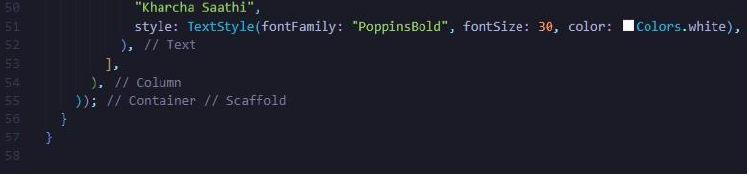 50 "Kharcha Saathi",
51 style: TextStyle(fontFamily: "PoppinsBold", fontSize: 30, color: Colors.white),
52 ), // Text
53 ],
54 ), // Column
55 )); // Container // Scaffold
56 }
57 }
58